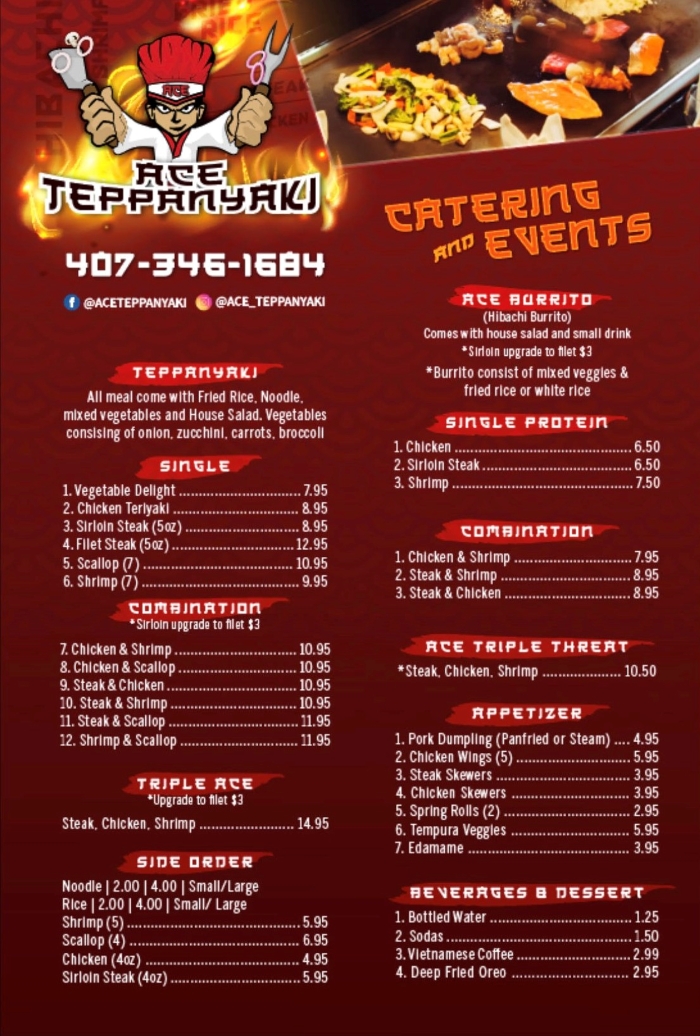 ACE
ACE
TEPPANYAKI
407-346-1684
@ACETEPPANYAKI @ACE_TEPPANYAKI
TEPPANYAKI
All meal come with Fried Rice, Noodle,
mixed vegetables and House Salad. Vegetables
consising of onion, zucchini, carrots, broccoli
SINGLE
1. Vegetable Delight ........ 7.95
2. Chicken Teriyaki ........ 8.95
3. Sirloin Steak (5oz) ........ 8.95
4. Filet Steak (5oz) ........ 12.95
5. Scallop (7) ........ 10.95
6. Shrimp (7) ........ 9.95
COMBINATION
*Sirloin upgrade to filet $3
7. Chicken & Shrimp ........ 10.95
8. Chicken & Scallop ........ 10.95
9. Steak & Chicken ........ 10.95
10. Steak & Shrimp ........ 10.95
11. Steak & Scallop ........ 11.95
12. Shrimp & Scallop ........ 11.95
TRIPLE ACE
*Upgrade to filet $3
Steak, Chicken, Shrimp ........ 14.95
SIDE ORDER
Noodle | 2.00 | 4.00 | Small/Large
Rice | 2.00 | 4.00 | Small/ Large
Shrimp (5) ........ 5.95
Scallop (4) ........ 6.95
Chicken (4oz) ........ 4.95
Sirloin Steak (4oz) ........ 5.95
CATERING
AND EVENTS
ACE BURRITO
(Hibachi Burrito)
Comes with house salad and small drink
*Sirloin upgrade to filet $3
*Burrito consist of mixed veggies &
fried rice or white rice
SINGLE PROTEIN
1. Chicken ........ 6.50
2. Sirloin Steak ........ 6.50
3. Shrimp ........ 7.50
COMBINATION
1. Chicken & Shrimp ........ 7.95
2. Steak & Shrimp ........ 8.95
3. Steak & Chicken ........ 8.95
ACE TRIPLE THREAT
*Steak, Chicken, Shrimp ........ 10.50
APPETIZER
1. Pork Dumpling (Panfried or Steam) .... 4.95
2. Chicken Wings (5) ........ 5.95
3. Steak Skewers ........ 3.95
4. Chicken Skewers ........ 3.95
5. Spring Rolls (2) ........ 2.95
6. Tempura Veggies ........ 5.95
7. Edamame ........ 3.95
BEVERAGES & DESSERT
1. Bottled Water ........ 1.25
2. Sodas ........ 1.50
3. Vietnamese Coffee ........ 2.99
4. Deep Fried Oreo ........ 2.95